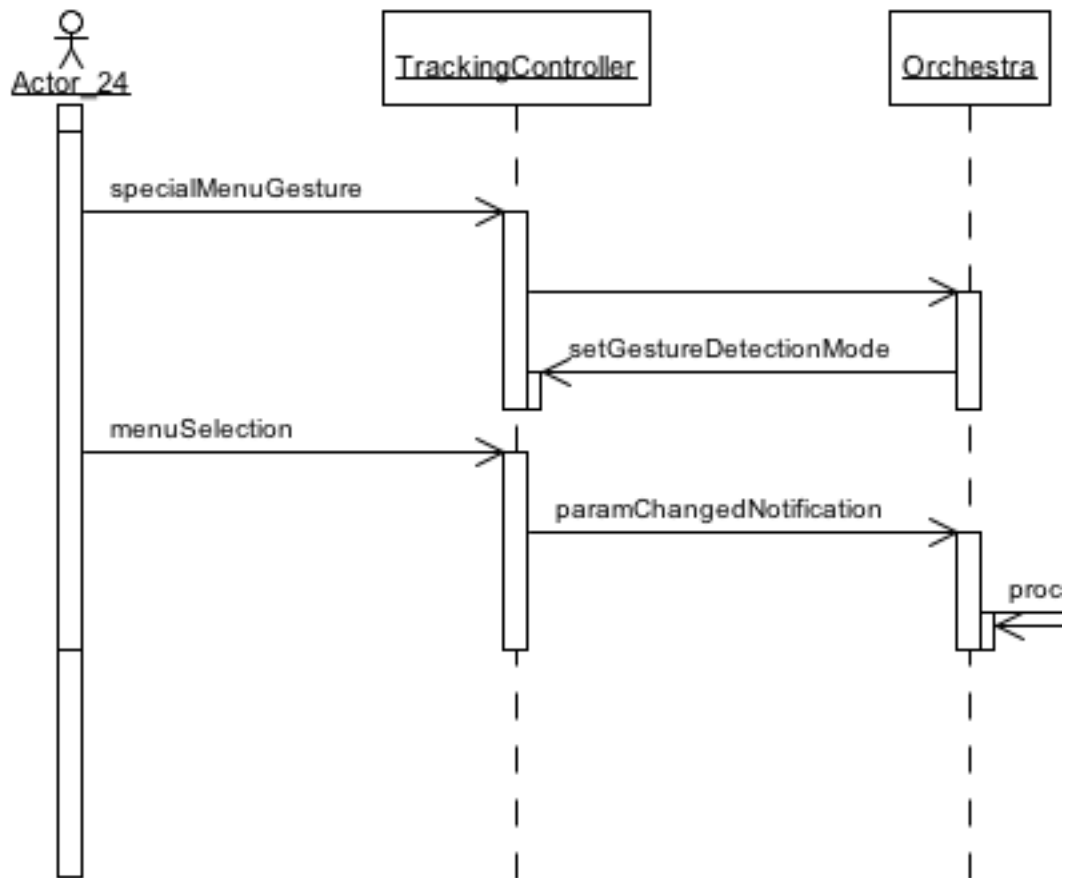 Actor_24
TrackingController
Orchestra
specialMenuGesture
setGestureDetectionMode
menuSelection
paramChangedNotification
proc